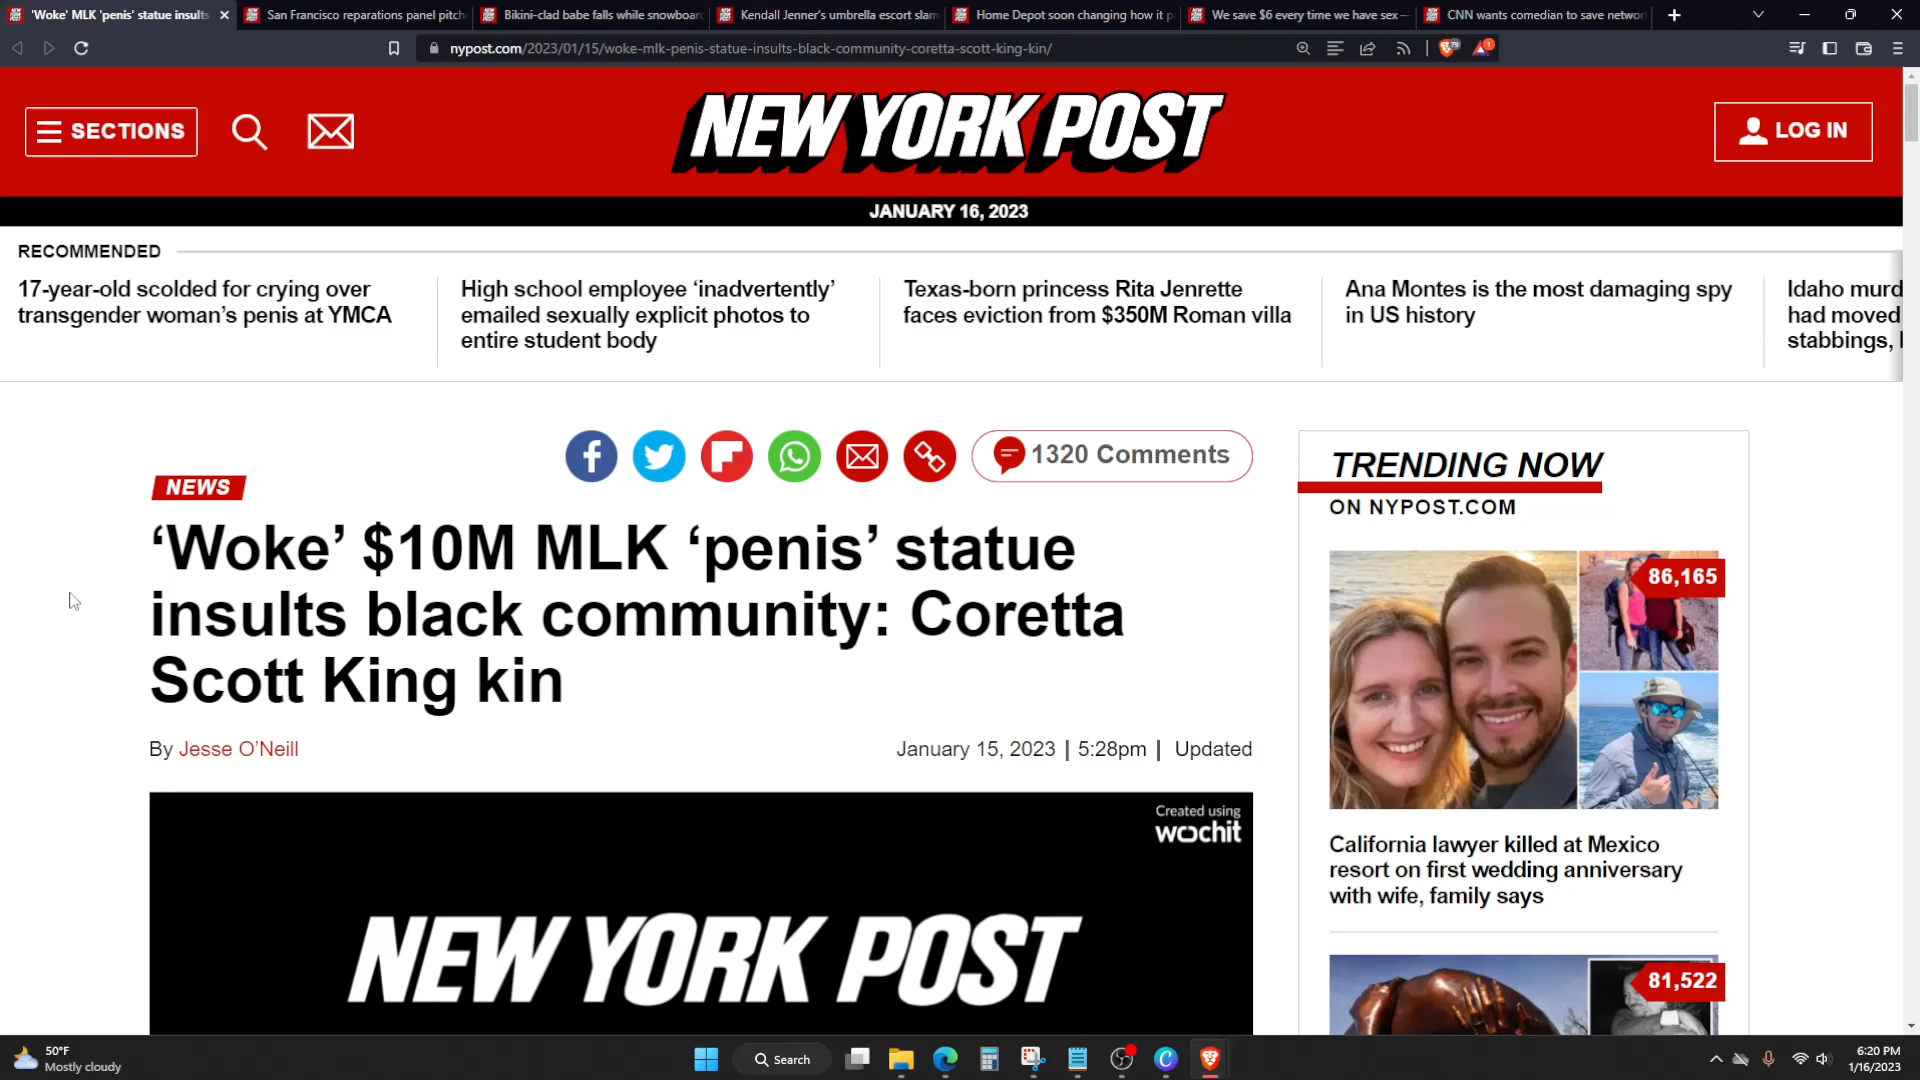 'Woke' MLK 'penis' statue insults
San Francisco reparations panel pitch
Bikini-clad babe falls while snowboar
Kendall Jenner's umbrella escort slam
Home Depot soon changing how it p
We save $6 every time we have sex —
CNN wants comedian to save networ
nypost.com/2023/01/15/woke-mlk-penis-statue-insults-black-community-coretta-scott-king-kin/
79
1
SECTIONS
NEW YORK POST
LOG IN
JANUARY 16, 2023
RECOMMENDED
17-year-old scolded for crying over
transgender woman's penis at YMCA
High school employee 'inadvertently'
emailed sexually explicit photos to
entire student body
Texas-born princess Rita Jenrette
faces eviction from $350M Roman villa
Ana Montes is the most damaging spy
in US history
Idaho murd
had moved
stabbings,
1320 Comments
NEWS
'Woke' $10M MLK 'penis' statue
insults black community: Coretta
Scott King kin
By Jesse O'Neill
January 15, 2023 | 5:28pm | Updated
Created using
wochit
NEW YORK POST
TRENDING NOW
ON NYPOST.COM
86,165
California lawyer killed at Mexico
resort on first wedding anniversary
with wife, family says
81,522
50°F
Mostly cloudy
Search
6:20 PM
1/16/2023